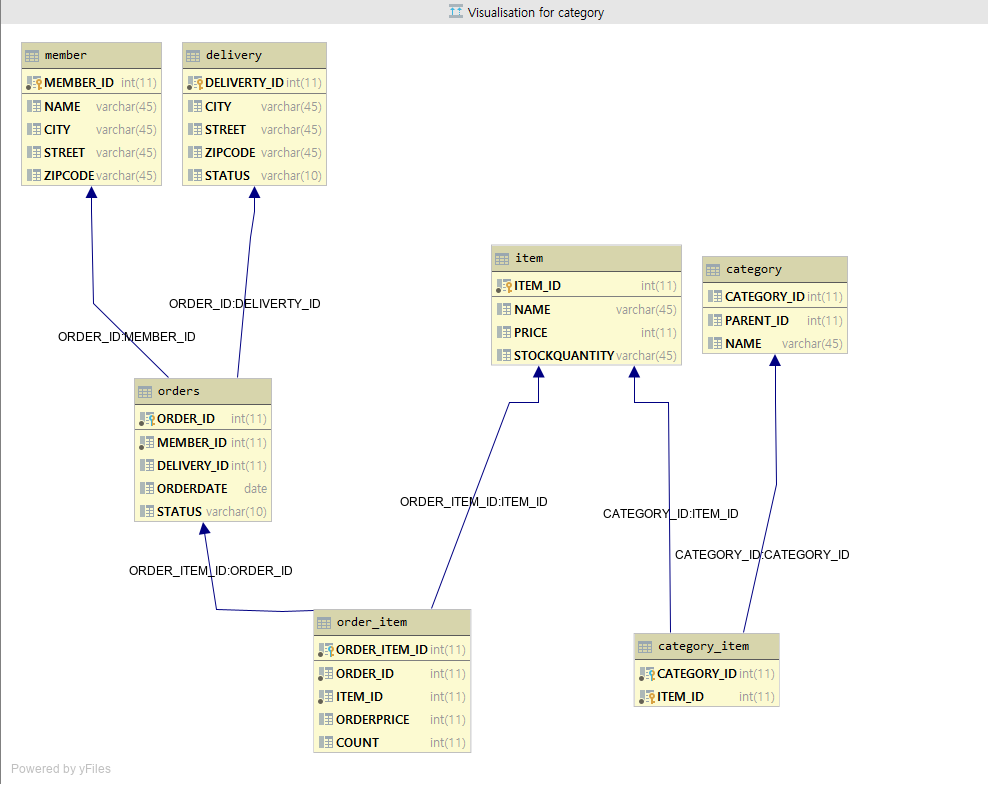 Visualisation for category
member
MEMBER_ID int(11)
NAME varchar(45)
CITY varchar(45)
STREET varchar(45)
ZIPCODE varchar(45)
delivery
DELIVERTY_ID int(11)
CITY varchar(45)
STREET varchar(45)
ZIPCODE varchar(45)
STATUS varchar(10)
item
ITEM_ID int(11)
NAME varchar(45)
PRICE int(11)
STOCKQUANTITY varchar(45)
category
CATEGORY_ID int(11)
PARENT_ID int(11)
NAME varchar(45)
ORDER_ID:DELIVERTY_ID
ORDER_ID:MEMBER_ID
orders
ORDER_ID int(11)
MEMBER_ID int(11)
DELIVERY_ID int(11)
ORDERDATE date
STATUS varchar(10)
ORDER_ITEM_ID:ITEM_ID
CATEGORY_ID:ITEM_ID
CATEGORY_ID:CATEGORY_ID
ORDER_ITEM_ID:ORDER_ID
order_item
ORDER_ITEM_ID int(11)
ORDER_ID int(11)
ITEM_ID int(11)
ORDERPRICE int(11)
COUNT int(11)
category_item
CATEGORY_ID int(11)
ITEM_ID int(11)
Powered by yFiles